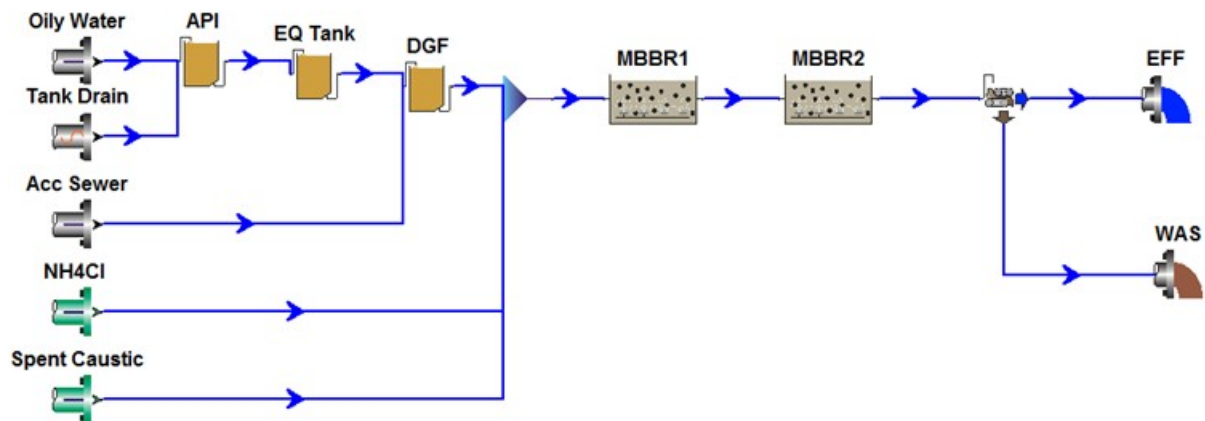 Oily Water
API
EQ Tank
DGF
MBBR1
MBBR2
EFF
Tank Drain
Acc Sewer
WAS
NH4Cl
Spent Caustic